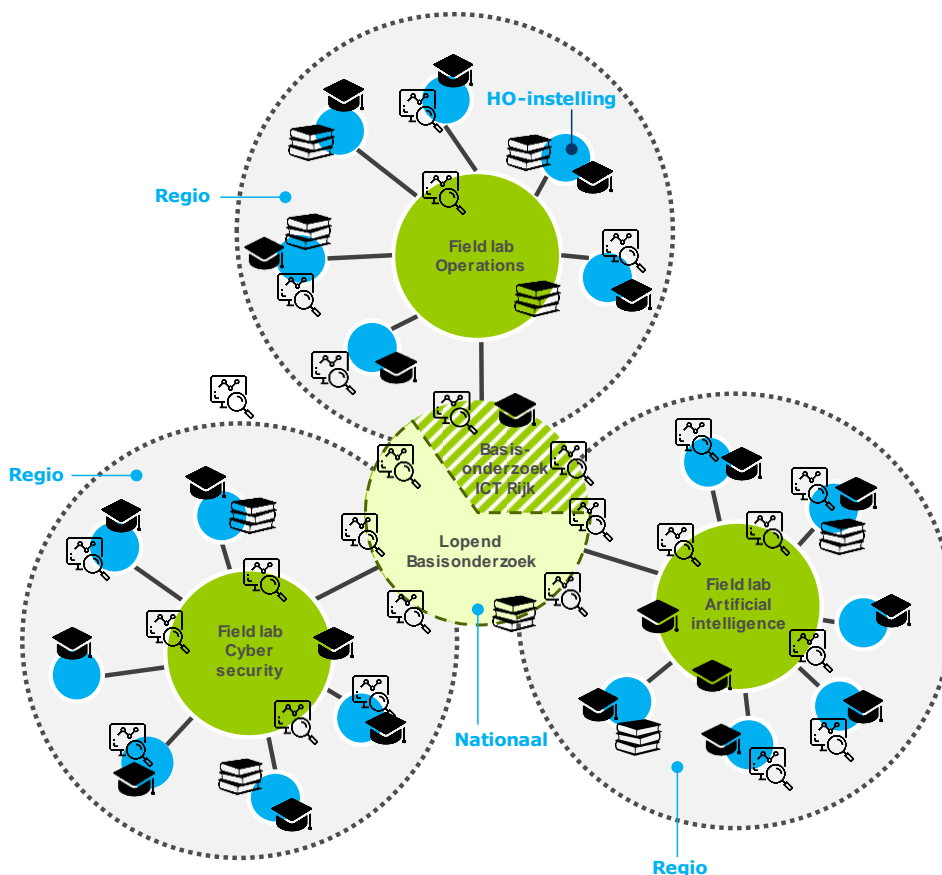 HO-instelling
Regio
Field lab
Operations
Basis-
onderzoek
ICT Rijk
Regio
Lopend
Basisonderzoek
Field lab
Artificial
intelligence
Field lab
Cyber
security
Nationaal
Regio